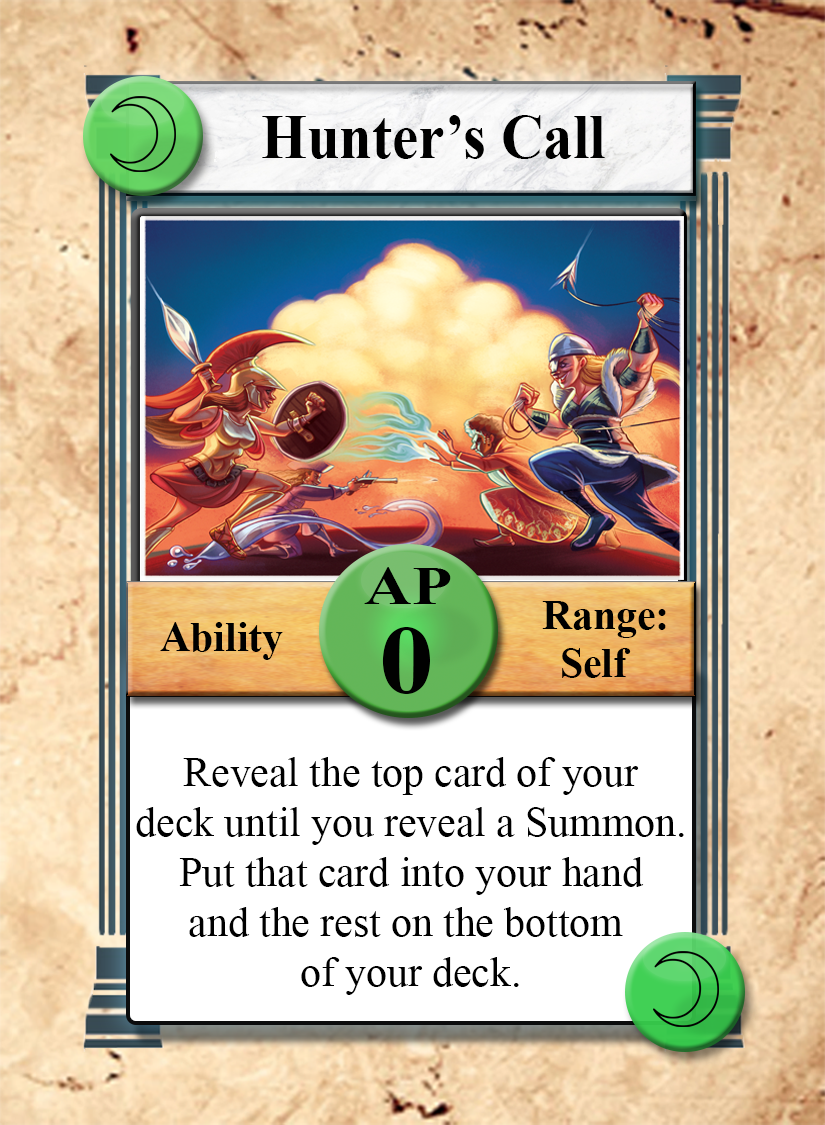 Hunter’s Call
AP
0
Ability
Range:
Self
Reveal the top card of your
deck until you reveal a Summon.
Put that card into your hand
and the rest on the bottom
of your deck.